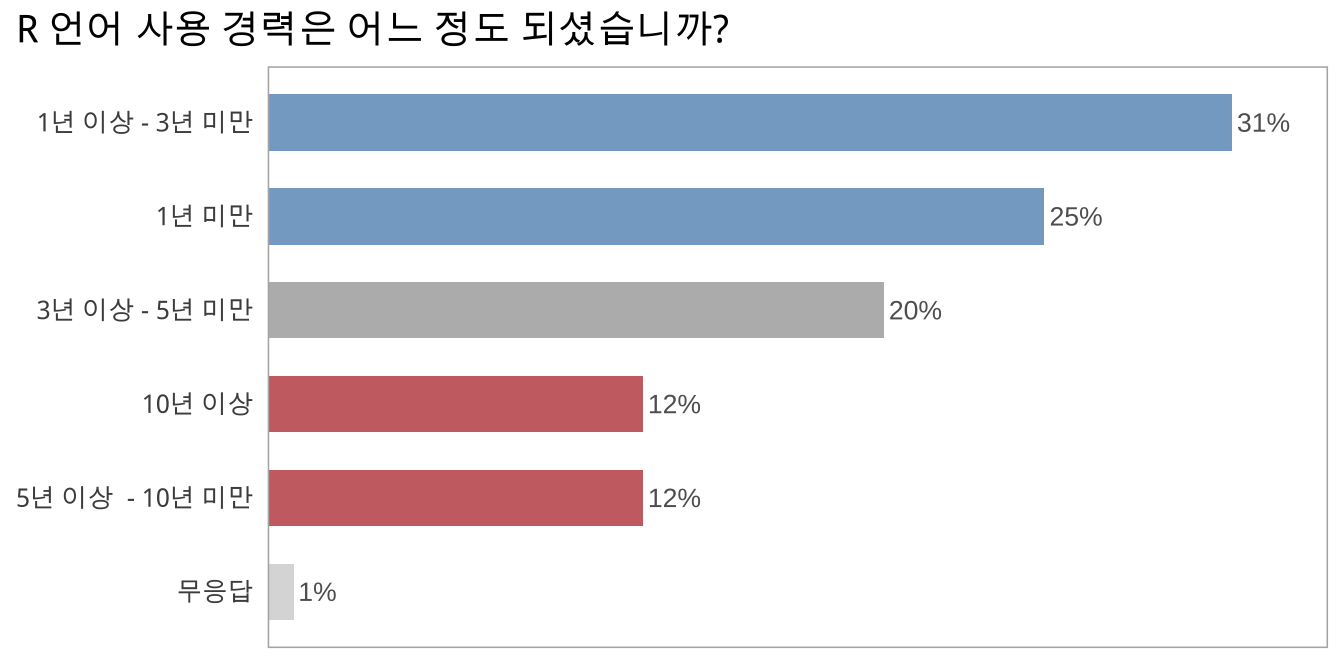 R 언어 사용 경력은 어느 정도 되셨습니까?
1년 이상 - 3년 미만 31%
1년 미만 25%
3년 이상 - 5년 미만 20%
10년 이상 12%
5년 이상  - 10년 미만 12%
무응답 1%